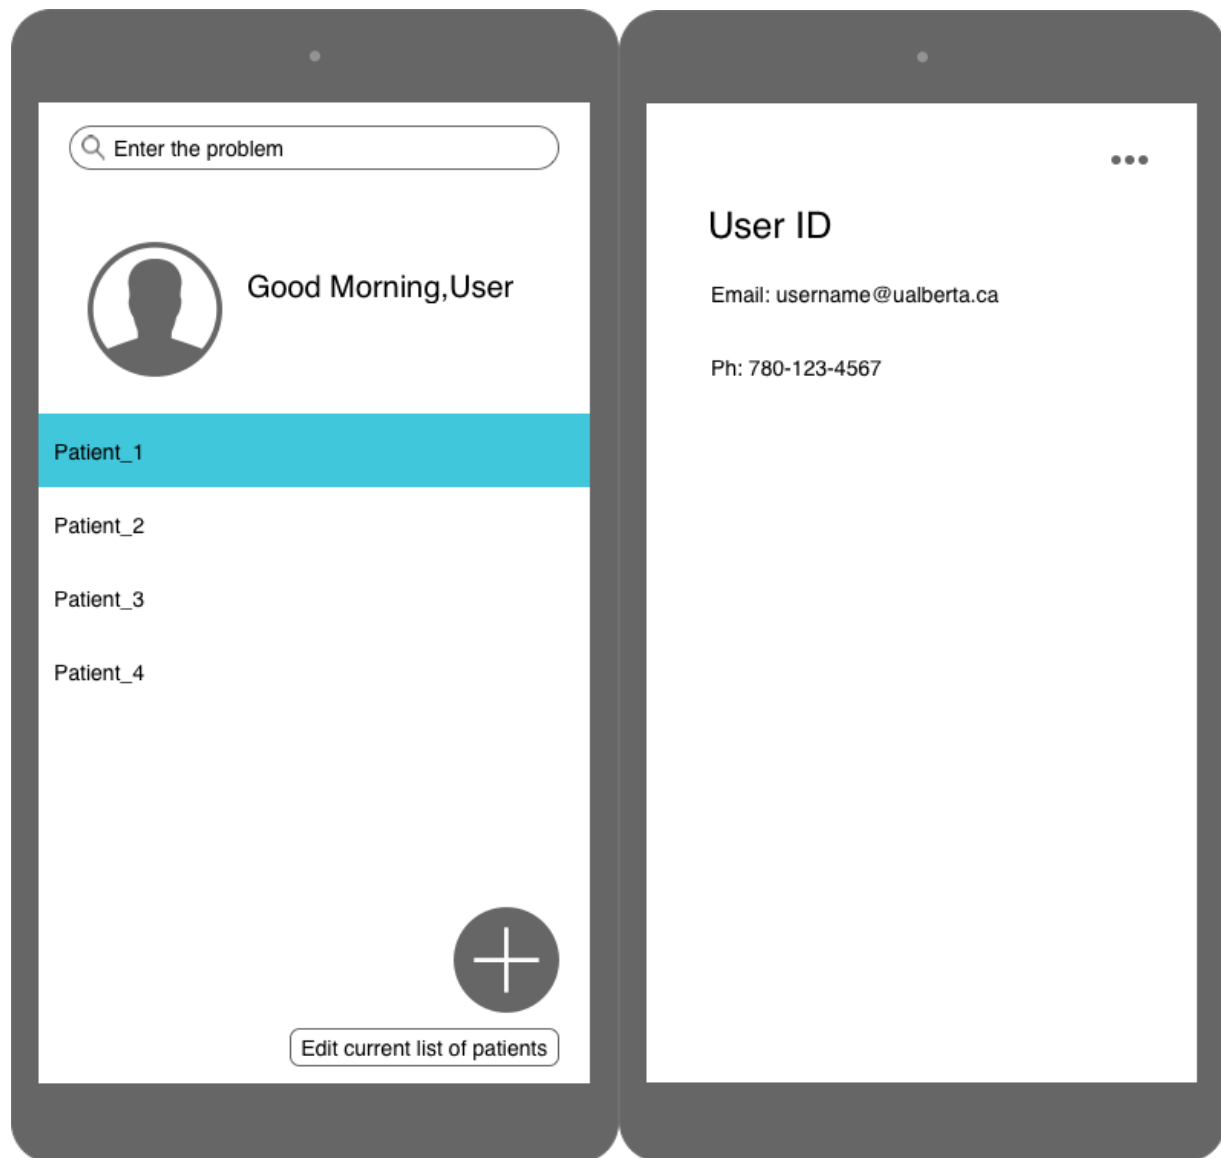 Enter the problem
Good Morning,User
Patient_1
Patient_2
Patient_3
Patient_4
Edit current list of patients
User ID
Email: username@ualberta.ca
Ph: 780-123-4567